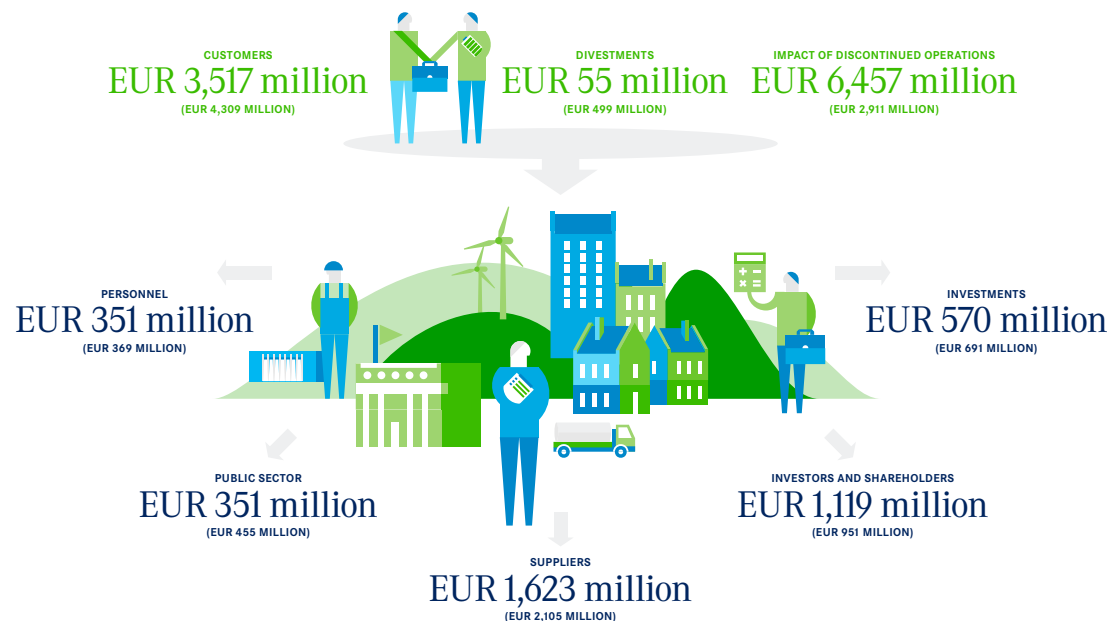 CUSTOMERS
EUR 3,517 million
(EUR 4,309 MILLION)
DIVESTMENTS
EUR 55 million
(EUR 499 MILLION)
IMPACT OF DISCONTINUED OPERATIONS
EUR 6,457 million
(EUR 2,911 MILLION)
PERSONNEL
EUR 351 million
(EUR 369 MILLION)
INVESTMENTS
EUR 570 million
(EUR 691 MILLION)
PUBLIC SECTOR
EUR 351 million
(EUR 455 MILLION)
INVESTORS AND SHAREHOLDERS
EUR 1,119 million
(EUR 951 MILLION)
SUPPLIERS
EUR 1,623 million
(EUR 2,105 MILLION)